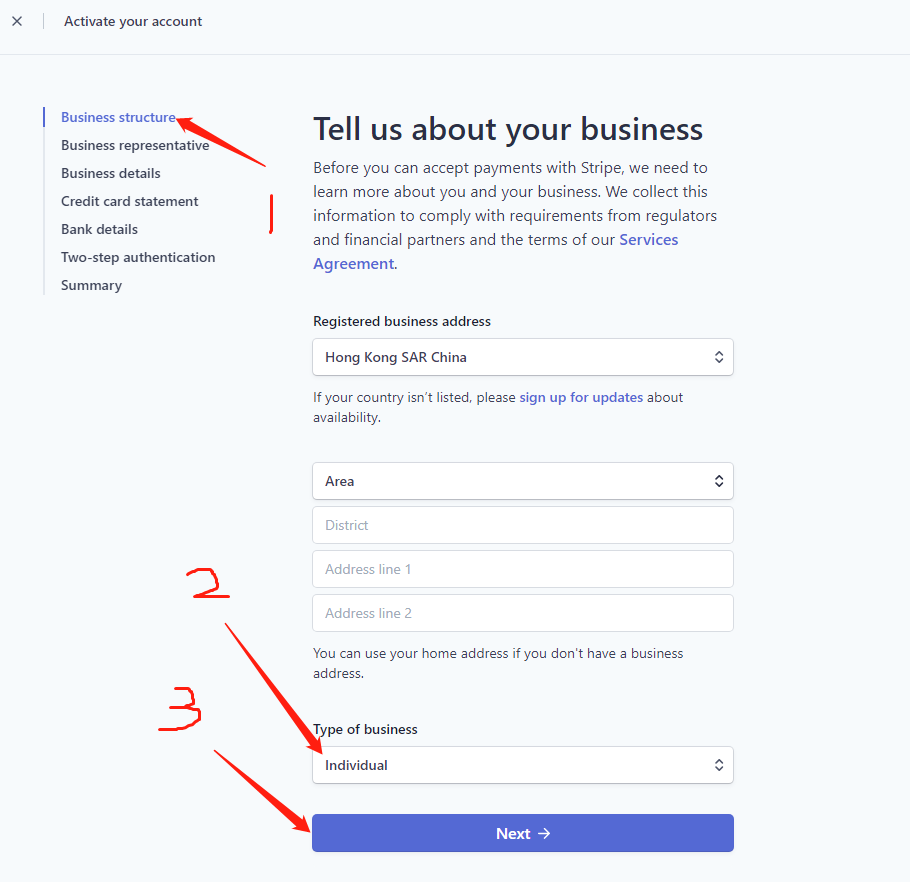 Activate your account
Business structure
Business representative
Business details
Credit card statement
Bank details
Two-step authentication
Summary
1
Tell us about your business
Before you can accept payments with Stripe, we need to
learn more about you and your business. We collect this
information to comply with requirements from regulators
and financial partners and the terms of our Services
Agreement.
Registered business address
Hong Kong SAR China
If your country isn’t listed, please sign up for updates about
availability.
Area
District
Address line 1
Address line 2
You can use your home address if you don't have a business
address.
2
Type of business
Individual
3
Next →